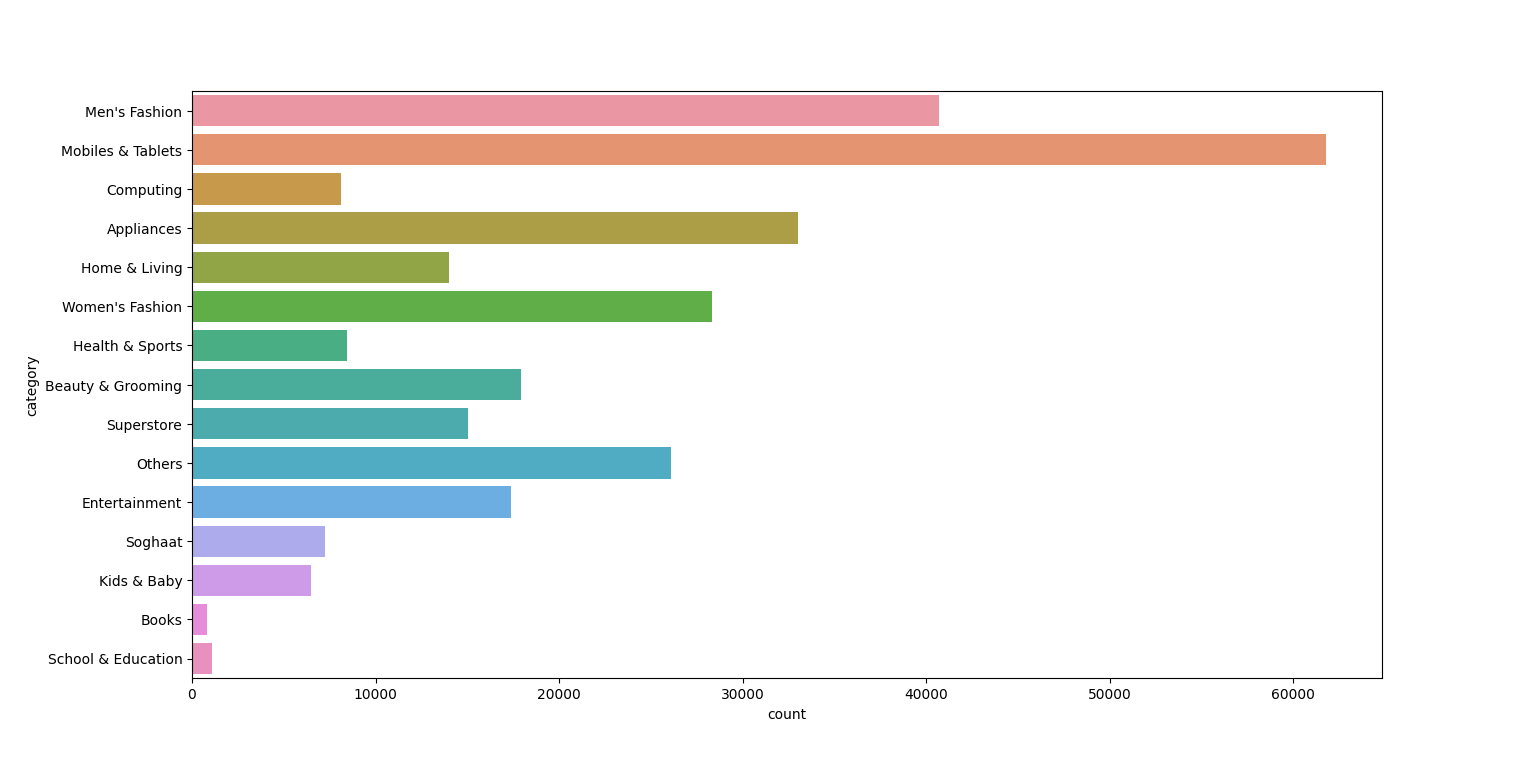 Men's Fashion
Mobiles & Tablets
Computing
Appliances
Home & Living
Women's Fashion
Health & Sports
Beauty & Grooming
Superstore
Others
Entertainment
Soghaat
Kids & Baby
Books
School & Education
category
0 10000 20000 30000 40000 50000 60000
count